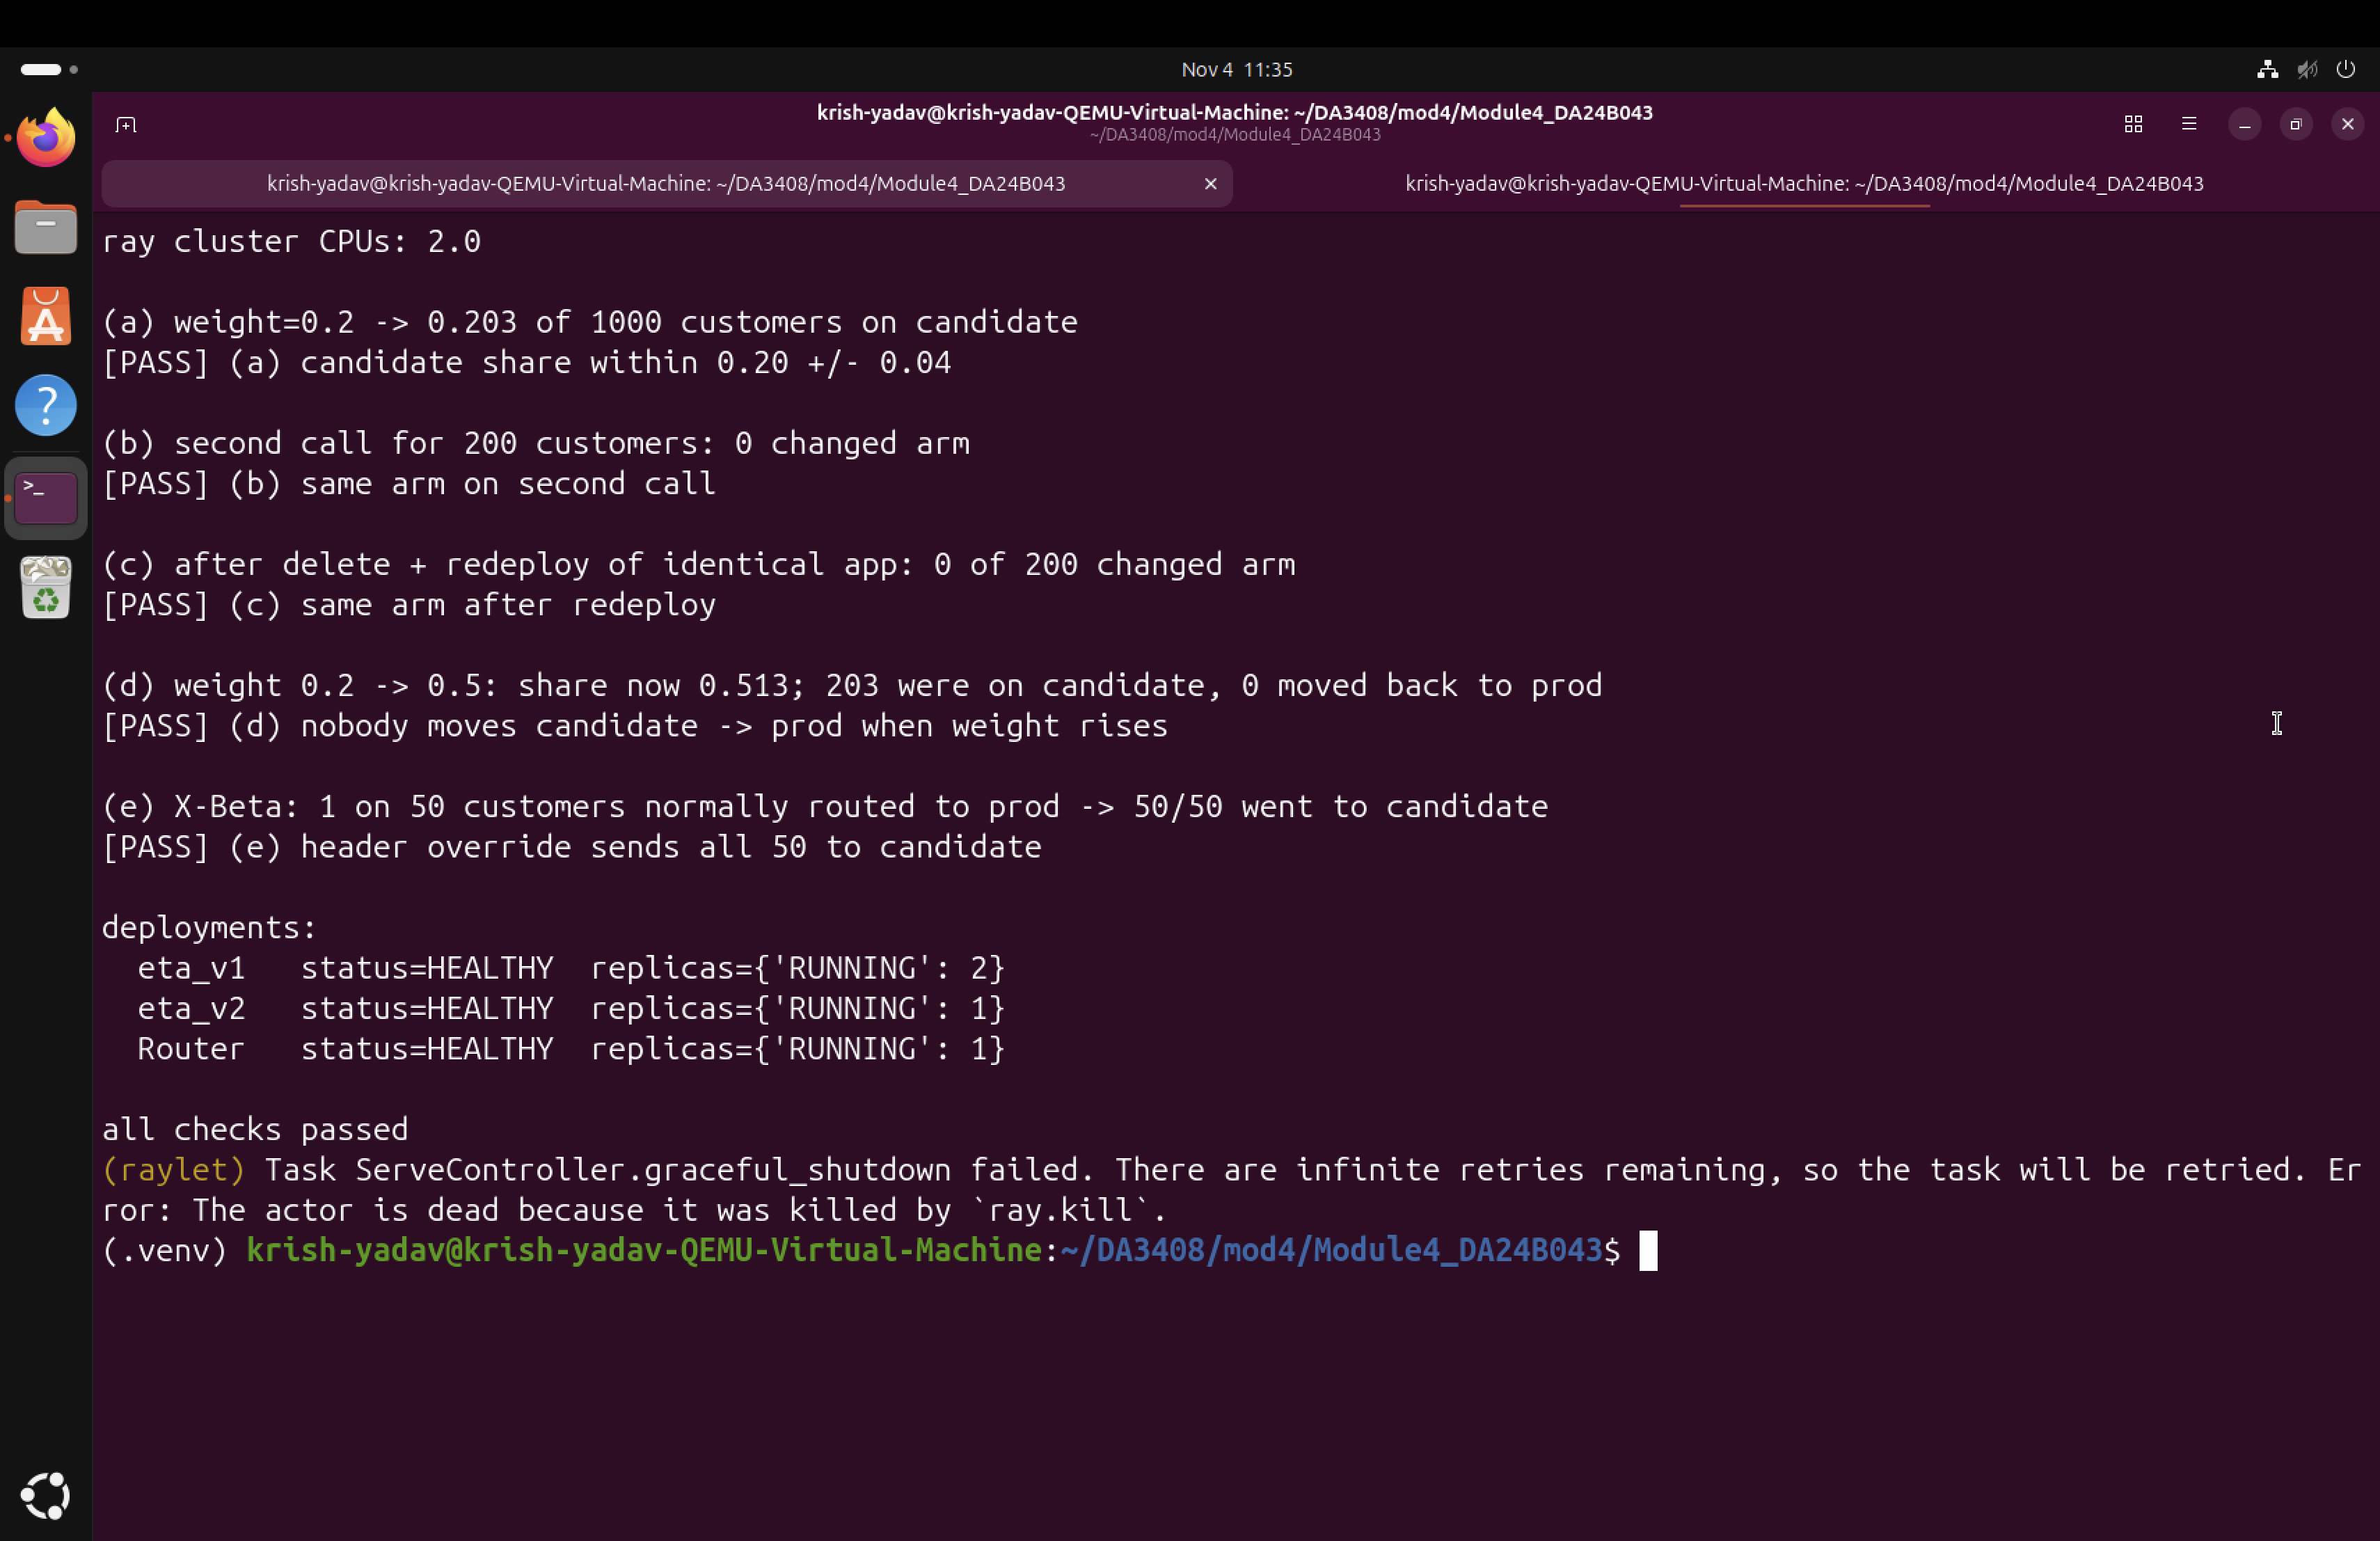 Nov 4 11:35
krish-yadav@krish-yadav-QEMU-Virtual-Machine: ~/DA3408/mod4/Module4_DA24B043
~/DA3408/mod4/Module4_DA24B043
krish-yadav@krish-yadav-QEMU-Virtual-Machine: ~/DA3408/mod4/Module4_DA24B043
krish-yadav@krish-yadav-QEMU-Virtual-Machine: ~/DA3408/mod4/Module4_DA24B043
ray cluster CPUs: 2.0
(a) weight=0.2 -> 0.203 of 1000 customers on candidate
[PASS] (a) candidate share within 0.20 +/- 0.04
(b) second call for 200 customers: 0 changed arm
[PASS] (b) same arm on second call
(c) after delete + redeploy of identical app: 0 of 200 changed arm
[PASS] (c) same arm after redeploy
(d) weight 0.2 -> 0.5: share now 0.513; 203 were on candidate, 0 moved back to prod
[PASS] (d) nobody moves candidate -> prod when weight rises
(e) X-Beta: 1 on 50 customers normally routed to prod -> 50/50 went to candidate
[PASS] (e) header override sends all 50 to candidate
deployments:
eta_v1 status=HEALTHY replicas={'RUNNING': 2}
eta_v2 status=HEALTHY replicas={'RUNNING': 1}
Router status=HEALTHY replicas={'RUNNING': 1}
all checks passed
(raylet) Task ServeController.graceful_shutdown failed. There are infinite retries remaining, so the task will be retried. Er
ror: The actor is dead because it was killed by `ray.kill`.
(.venv) krish-yadav@krish-yadav-QEMU-Virtual-Machine:~/DA3408/mod4/Module4_DA24B043$